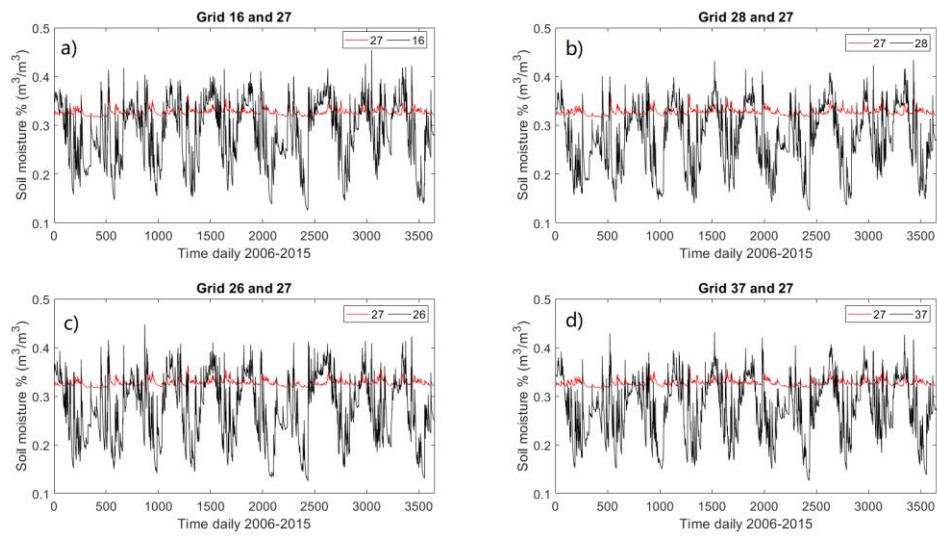 Grid 16 and 27
a)
27 16
Soil moisture % (m³/m³)
0.5
0.4
0.3
0.2
0.1
0 500 1000 1500 2000 2500 3000 3500
Time daily 2006-2015
Grid 28 and 27
b)
27 28
Soil moisture % (m³/m³)
0.5
0.4
0.3
0.2
0.1
0 500 1000 1500 2000 2500 3000 3500
Time daily 2006-2015
Grid 26 and 27
c)
27 26
Soil moisture % (m³/m³)
0.5
0.4
0.3
0.2
0.1
0 500 1000 1500 2000 2500 3000 3500
Time daily 2006-2015
Grid 37 and 27
d)
27 37
Soil moisture % (m³/m³)
0.5
0.4
0.3
0.2
0.1
0 500 1000 1500 2000 2500 3000 3500
Time daily 2006-2015